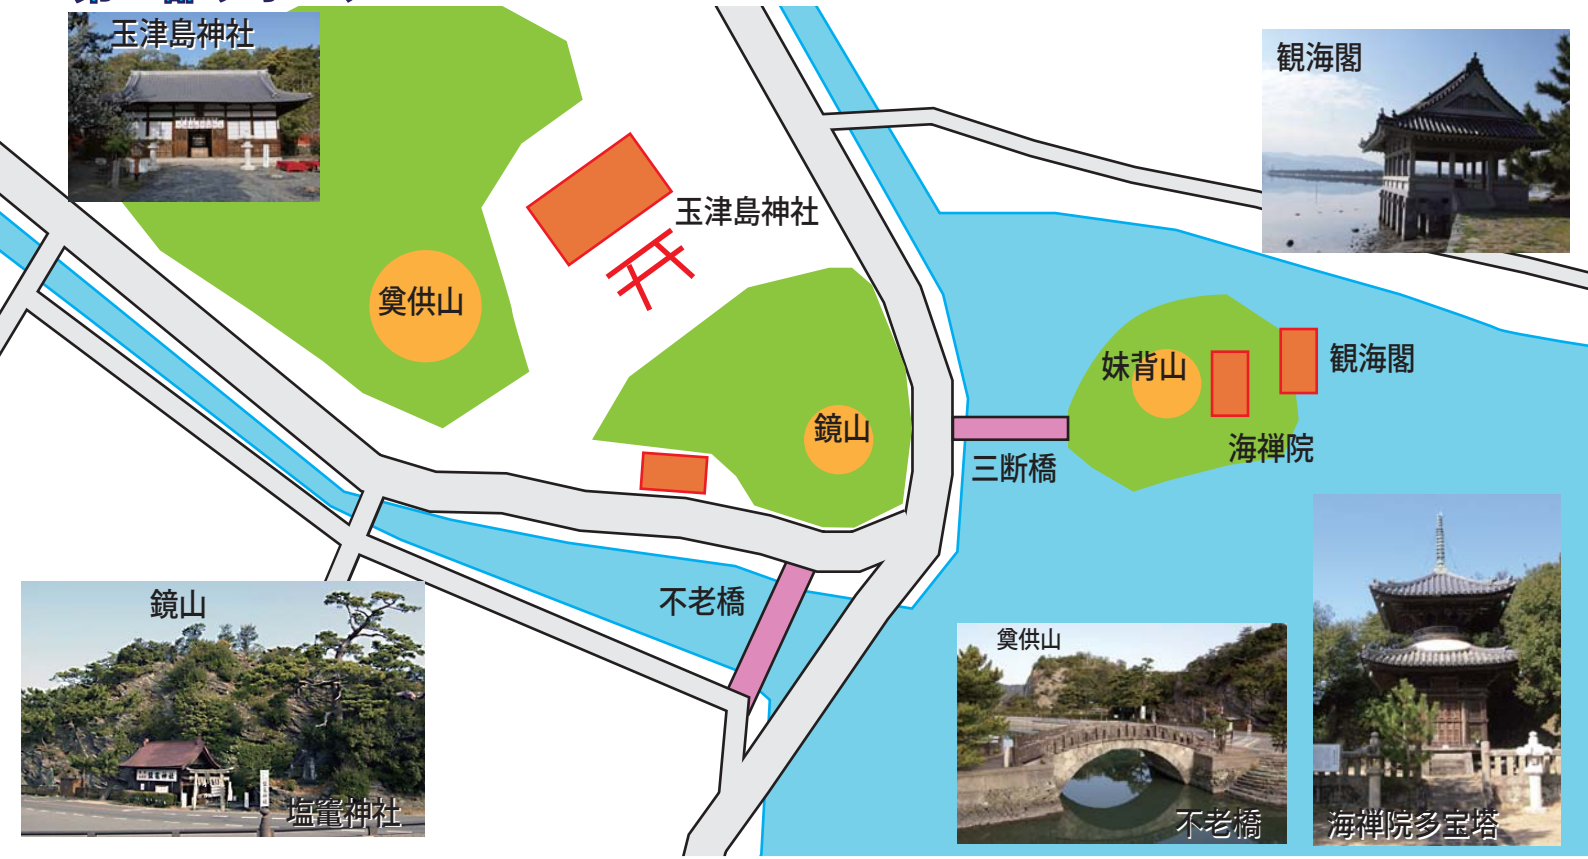 玉津島神社
観海閣
玉津島神社
奠供山
妹背山
観海閣
鏡山
海禅院
三断橋
不老橋
鏡山
塩竈神社
奠供山
不老橋
海禅院多宝塔